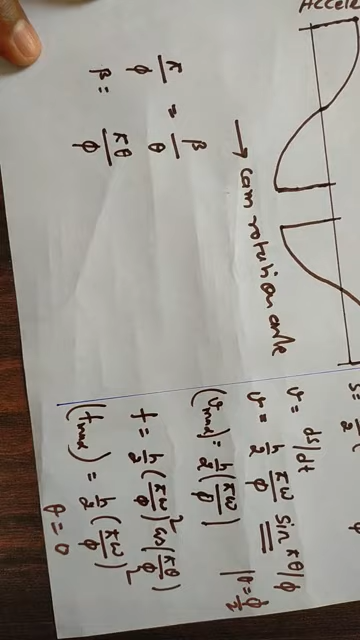 Accele
→ cam rotation angle
π/ϕ = β/θ
β = πθ/ϕ
s = h/2
v = ds/dt
v = h/2 πω/ϕ sin πθ/ϕ
(vmax) = h/2 (πω/ϕ) |θ = ϕ/2
f = h/2 (πω/ϕ)² cos(πθ/ϕ)
(fmax) = h/2 (πω/ϕ)²
θ = 0